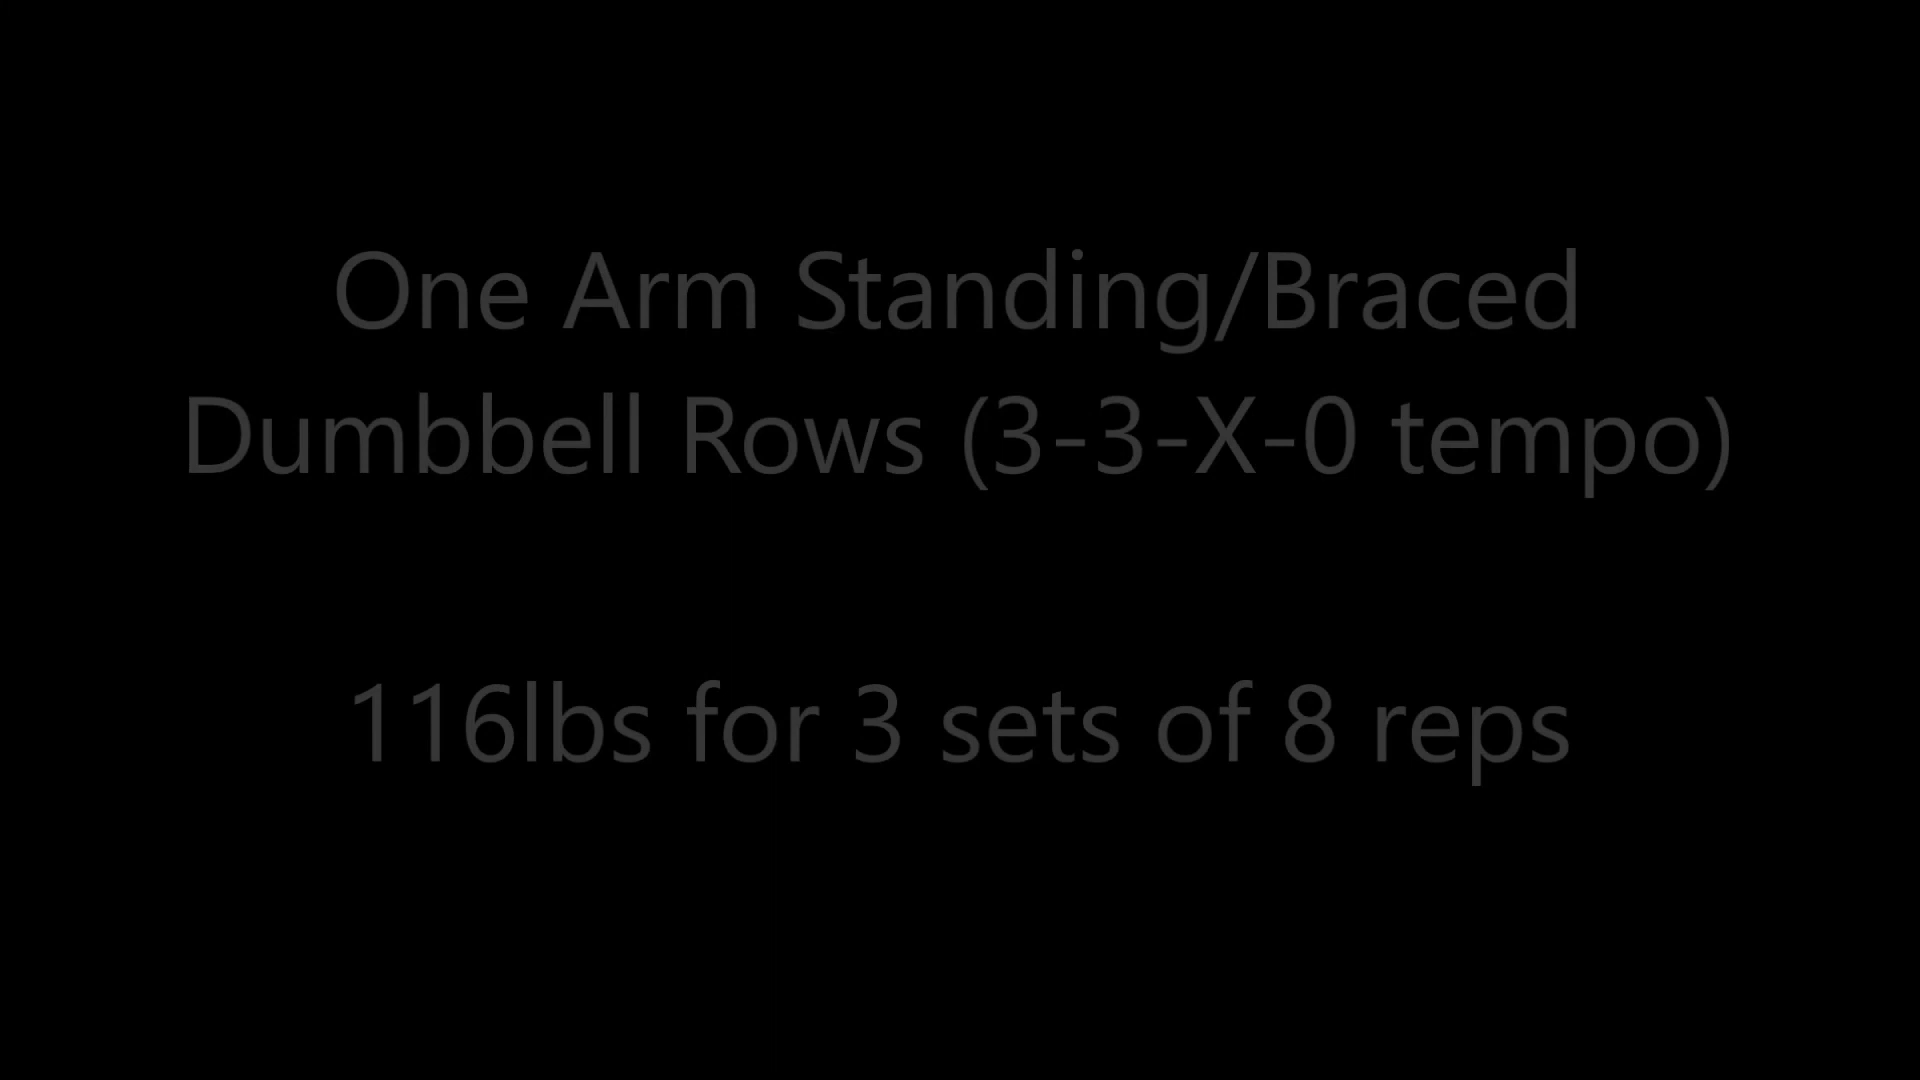 One Arm Standing/Braced
Dumbbell Rows (3-3-X-0 tempo)
116lbs for 3 sets of 8 reps